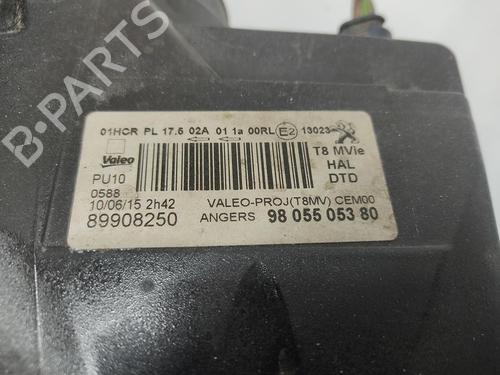 01HCR PL 17.5 02A 01 1a 00RL E2 13023
Valeo
T8 MVIe
PU10
HAL
0588
DTD
10/06/15 2h42
VALEO-PROJ(T8MV) CEM00
89908250
ANGERS 98 055 053 80
B-PARTS